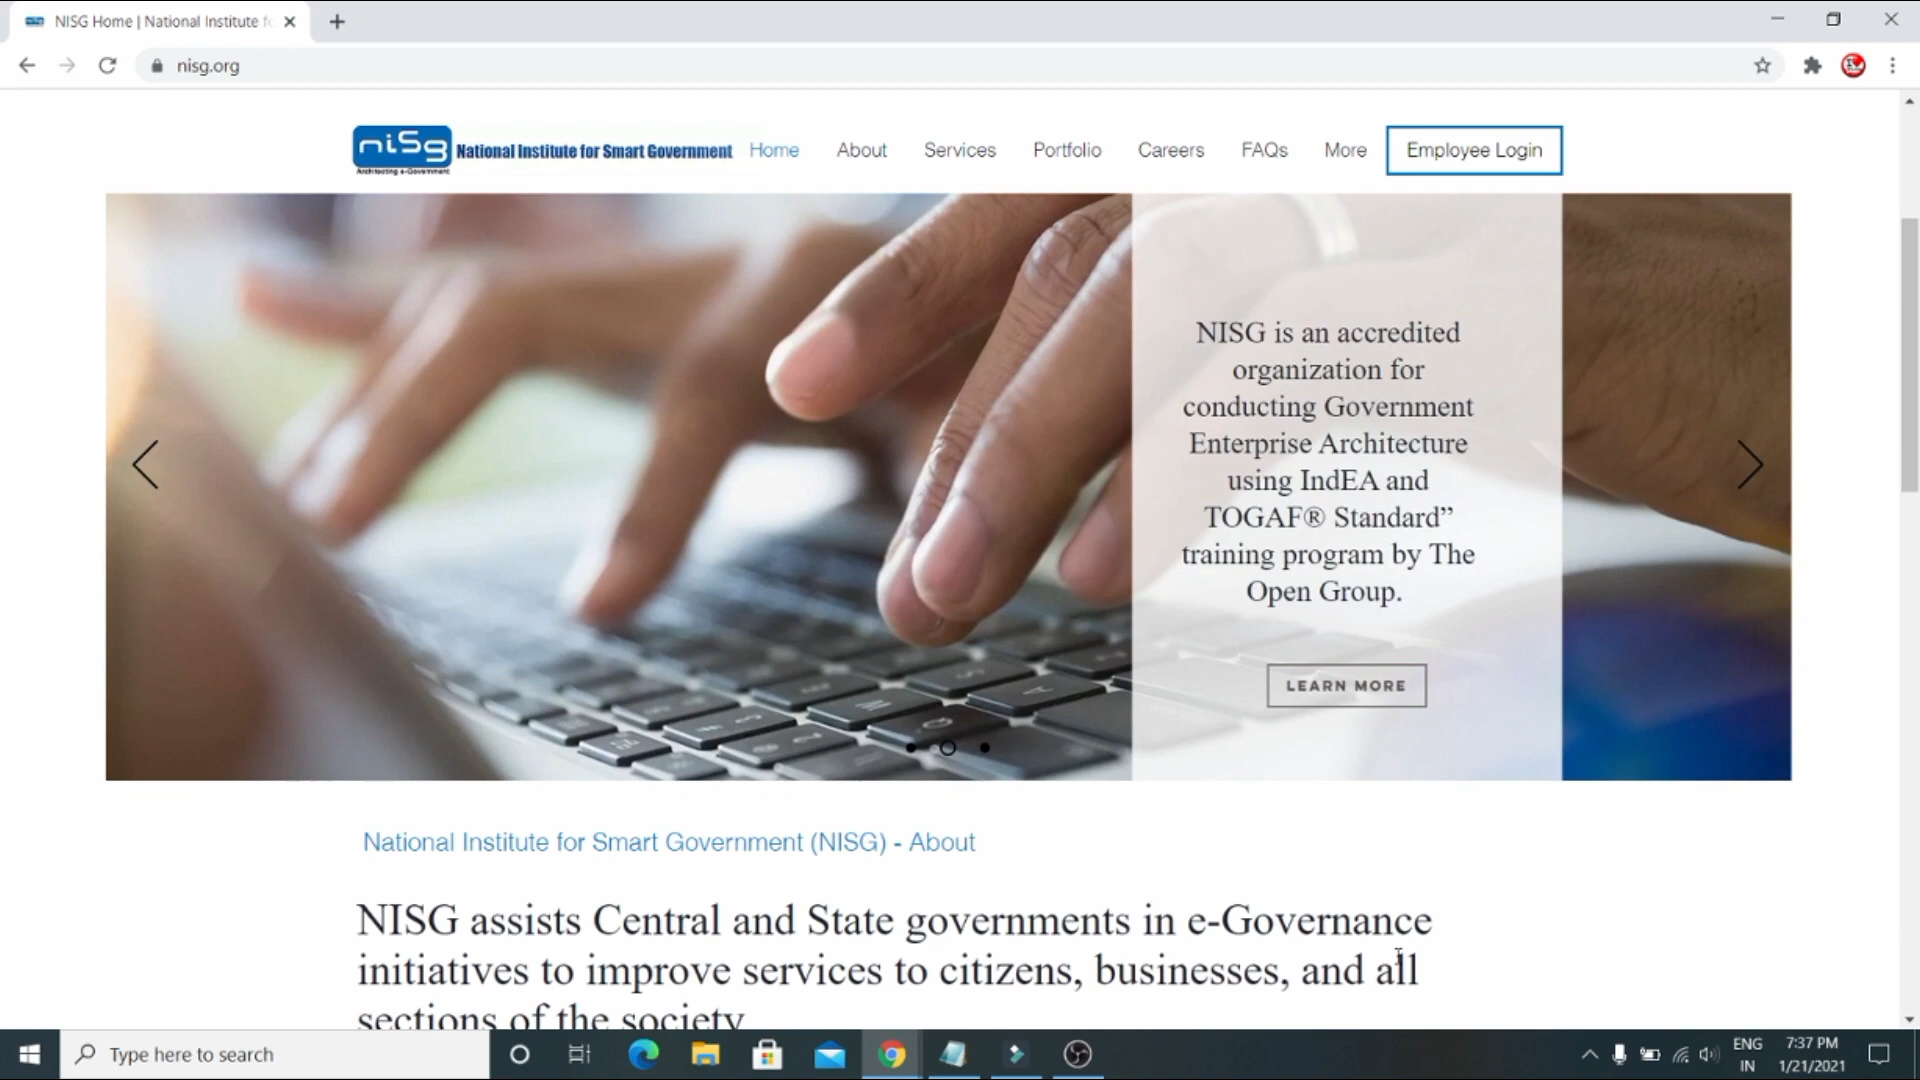 NISG Home | National Institute f
nisg.org
niSg
Architecting e-Government
National Institute for Smart Government
Home
About
Services
Portfolio
Careers
FAQs
More
Employee Login
NISG is an accredited
organization for
conducting Government
Enterprise Architecture
using IndEA and
TOGAF® Standard”
training program by The
Open Group.
LEARN MORE
National Institute for Smart Government (NISG) - About
NISG assists Central and State governments in e-Governance
initiatives to improve services to citizens, businesses, and all
sections of the society
Type here to search
ENG
IN
7:37 PM
1/21/2021